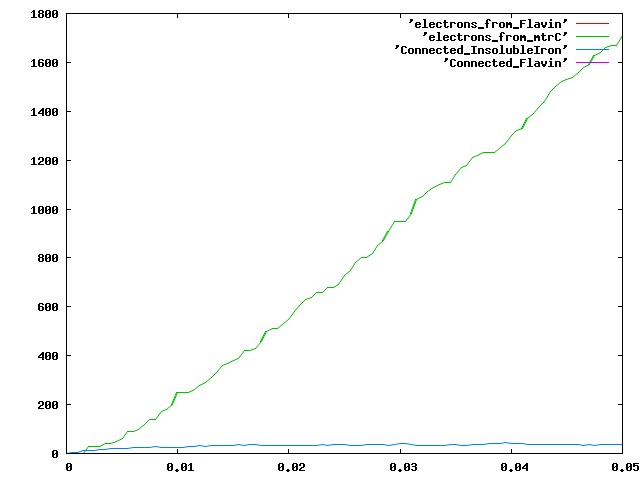 1800
1600
1400
1200
1000
800
600
400
200
0
'electrons_from_Flavin'
'electrons_from_mtrC'
'Connected_InsolubleIron'
'Connected_Flavin'
0 0.01 0.02 0.03 0.04 0.05